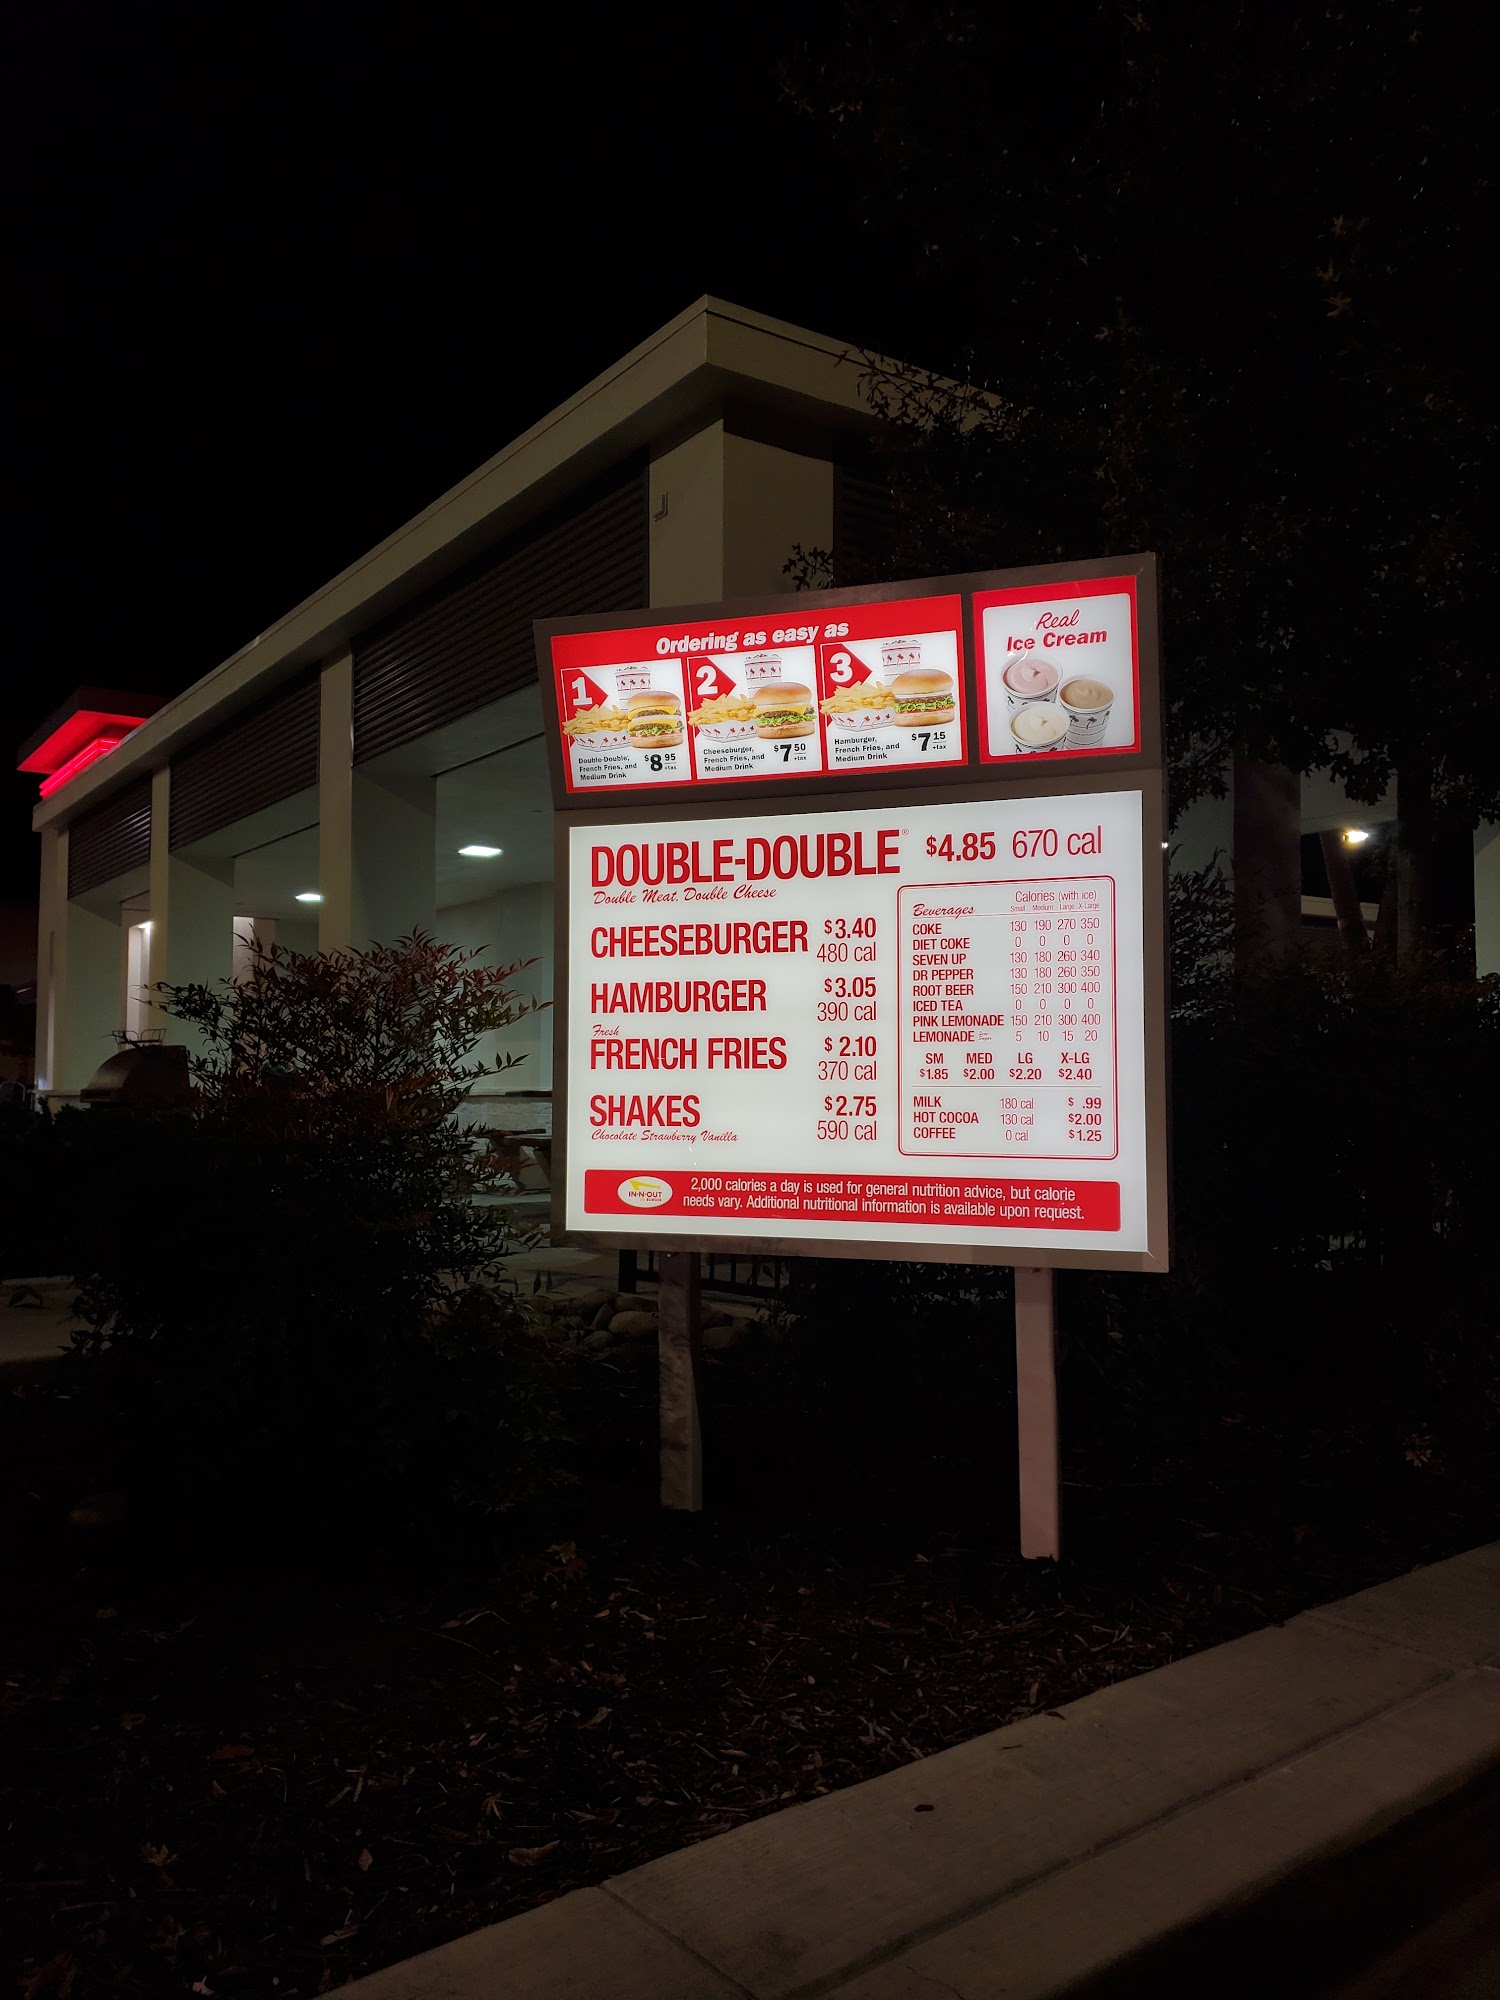 Ordering as easy as
1
Double-Double,
French Fries, and
Medium Drink
$8 95 +tax
2
Cheeseburger,
French Fries, and
Medium Drink
$7 50 +tax
3
Hamburger,
French Fries, and
Medium Drink
$7 15 +tax
Real
Ice Cream
DOUBLE-DOUBLE® $4.85 670 cal
Double Meat, Double Cheese
CHEESEBURGER $3.40
480 cal
HAMBURGER $3.05
390 cal
Fresh
FRENCH FRIES $2.10
370 cal
SHAKES $2.75
590 cal
Chocolate Strawberry Vanilla
Beverages Calories (with ice)
Small Medium Large X-Large
COKE 130 190 270 350
DIET COKE 0 0 0 0
SEVEN UP 130 180 260 340
DR PEPPER 130 180 260 350
ROOT BEER 150 210 300 400
ICED TEA 0 0 0 0
PINK LEMONADE 150 210 300 400
LEMONADE 5 10 15 20
SM MED LG X-LG
$1.85 $2.00 $2.20 $2.40
MILK 180 cal $ .99
HOT COCOA 130 cal $2.00
COFFEE 0 cal $1.25
IN-N-OUT
BURGER
2,000 calories a day is used for general nutrition advice, but calorie
needs vary. Additional nutritional information is available upon request.